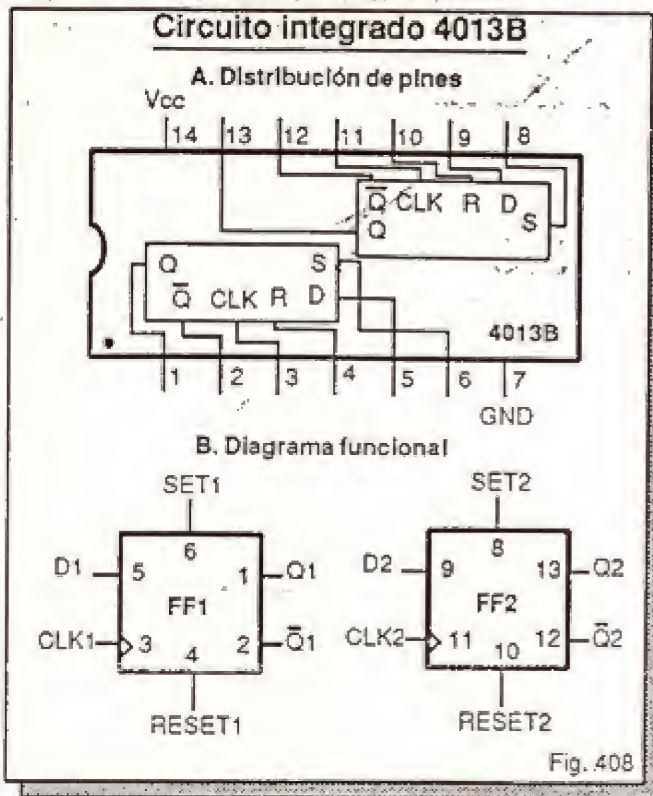 Circuito integrado 4013B
A. Distribución de pines
Vcc
14 13 12 11 10 9 8
Q̅ CLK R D
Q S
Q S
Q̅ CLK R D
4013B
1 2 3 4 5 6 7
GND
B. Diagrama funcional
SET1 SET2
6 8
D1 5 1 Q1 D2 9 13 Q2
FF1 FF2
CLK1 3 4 2 Q̅1 CLK2 11 10 12 Q̅2
RESET1 RESET2
Fig. 408